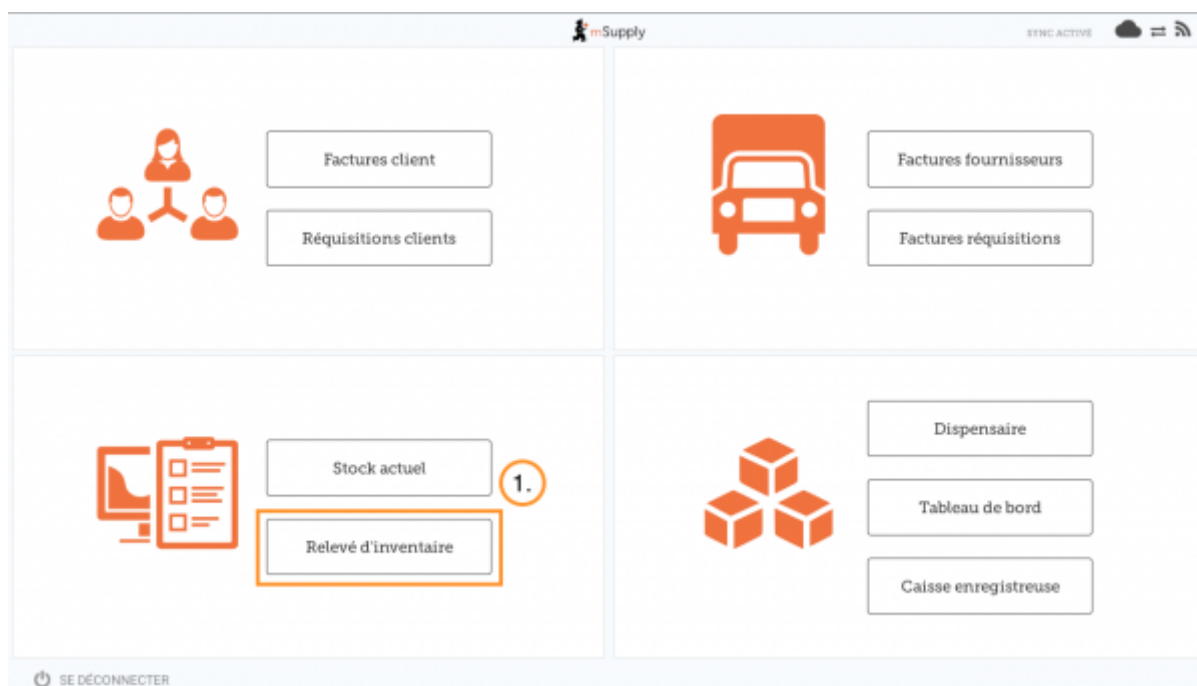 mSupply
SYNC ACTIVE
Factures client
Réquisitions clients
Factures fournisseurs
Factures réquisitions
Stock actuel
1.
Relevé d'inventaire
Dispensaire
Tableau de bord
Caisse enregistreuse
SE DÉCONNECTER